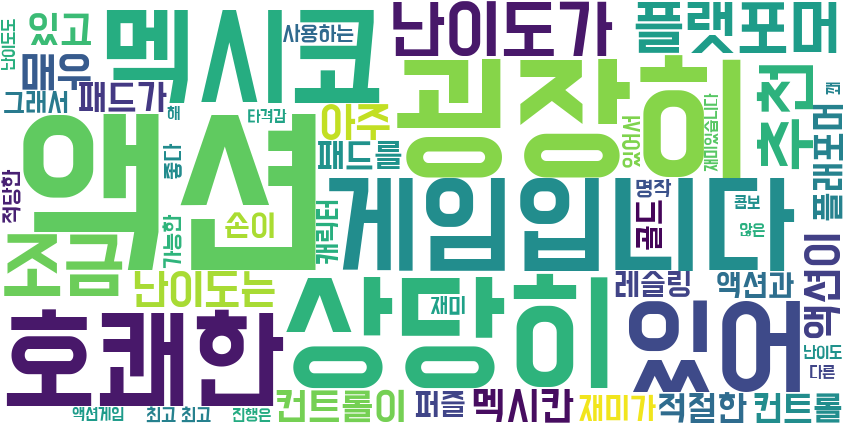 난이도도
있고
멕시코
사용하는
난이도가
플랫포머
매우
패드가
그래서
해
타격감
아주
굉장히
추천
꽤
액션
패드를
있어서
재미있습니다
플래포머
적당한
좋다
가능한
손이
캐릭터
게임입니다
명작
골드
콤보
않은
조금
난이도는
상당히
재미
레슬링
액션과
액션이
호쾌한
있어
난이도
다른
액션게임
최고 최고
진행은
컨트롤이
퍼즐
멕시칸
재미가
적절한
컨트롤